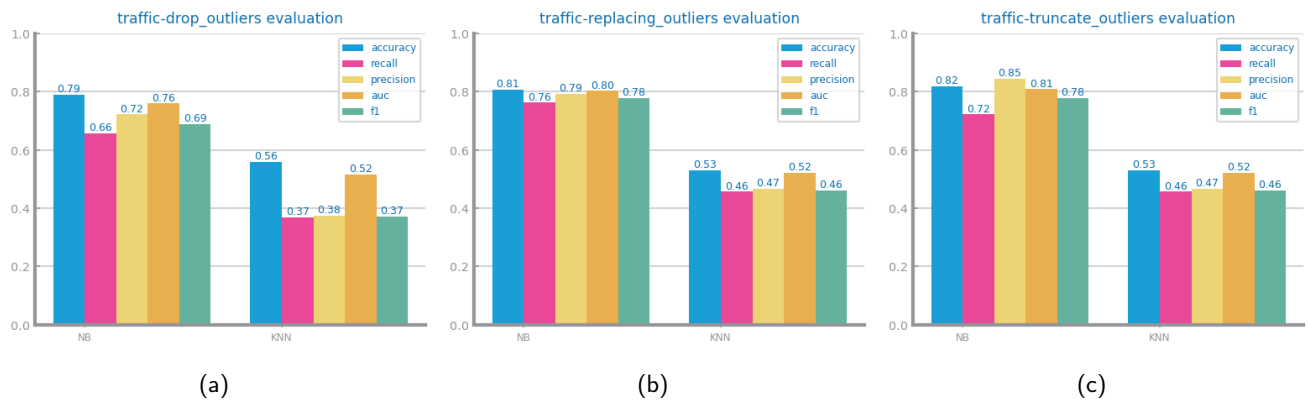 traffic-drop_outliers evaluation
1.0
0.8
0.6
0.4
0.2
0.0
0.79
0.66
0.72
0.76
0.69
0.56
0.37
0.38
0.52
0.37
accuracy
recall
precision
auc
f1
NB
KNN
(a)
traffic-replacing_outliers evaluation
1.0
0.8
0.6
0.4
0.2
0.0
0.81
0.76
0.79
0.80
0.78
0.53
0.46
0.47
0.52
0.46
accuracy
recall
precision
auc
f1
NB
KNN
(b)
traffic-truncate_outliers evaluation
1.0
0.8
0.6
0.4
0.2
0.0
0.82
0.72
0.85
0.81
0.78
0.53
0.46
0.47
0.52
0.46
accuracy
recall
precision
auc
f1
NB
KNN
(c)